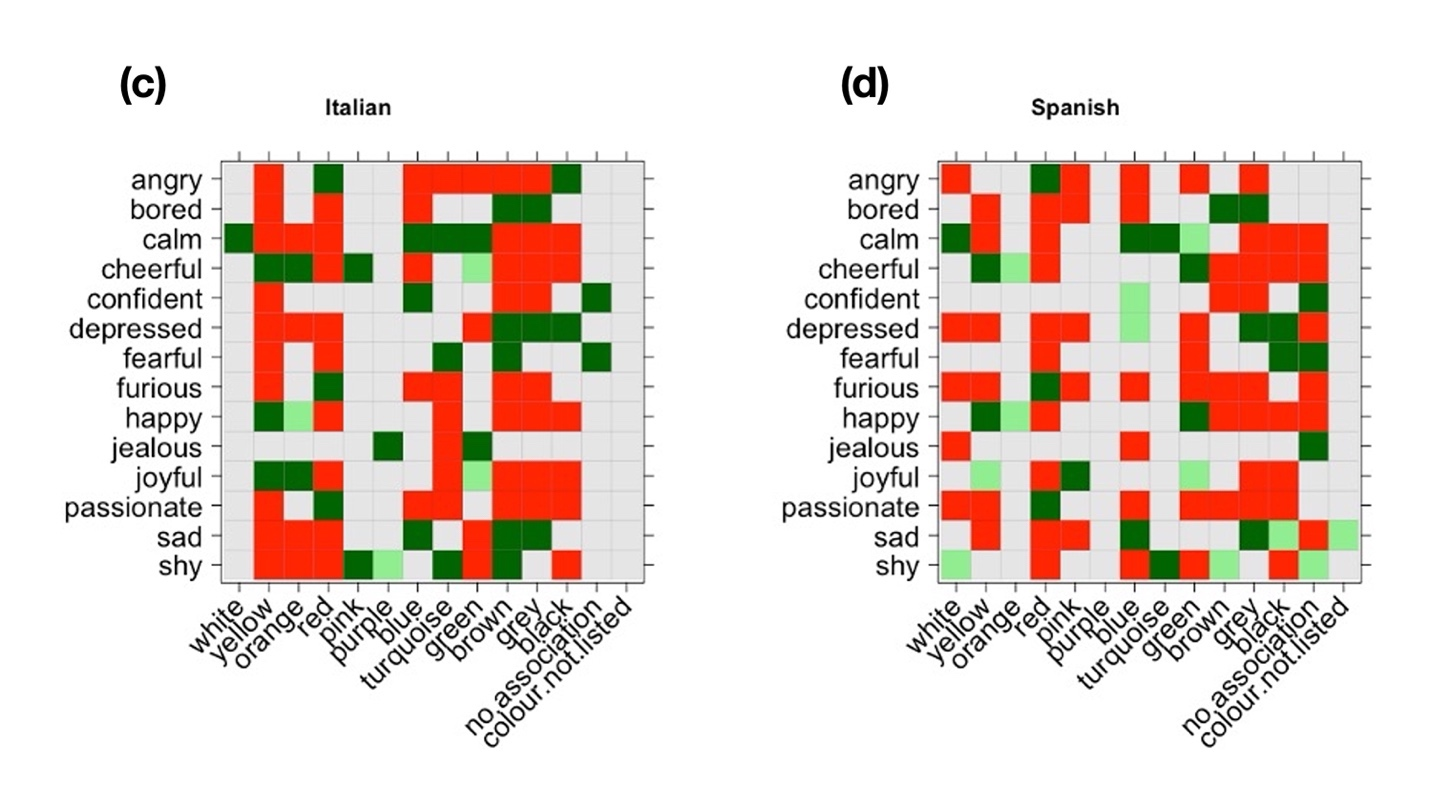 (c)
Italian
angry
bored
calm
cheerful
confident
depressed
fearful
furious
happy
jealous
joyful
passionate
sad
shy
white
yellow
orange
red
pink
purple
blue
turquoise
green
brown
grey
black
no.association
colour.not.listed
(d)
Spanish
angry
bored
calm
cheerful
confident
depressed
fearful
furious
happy
jealous
joyful
passionate
sad
shy
white
yellow
orange
red
pink
purple
blue
turquoise
green
brown
grey
black
no.association
colour.not.listed